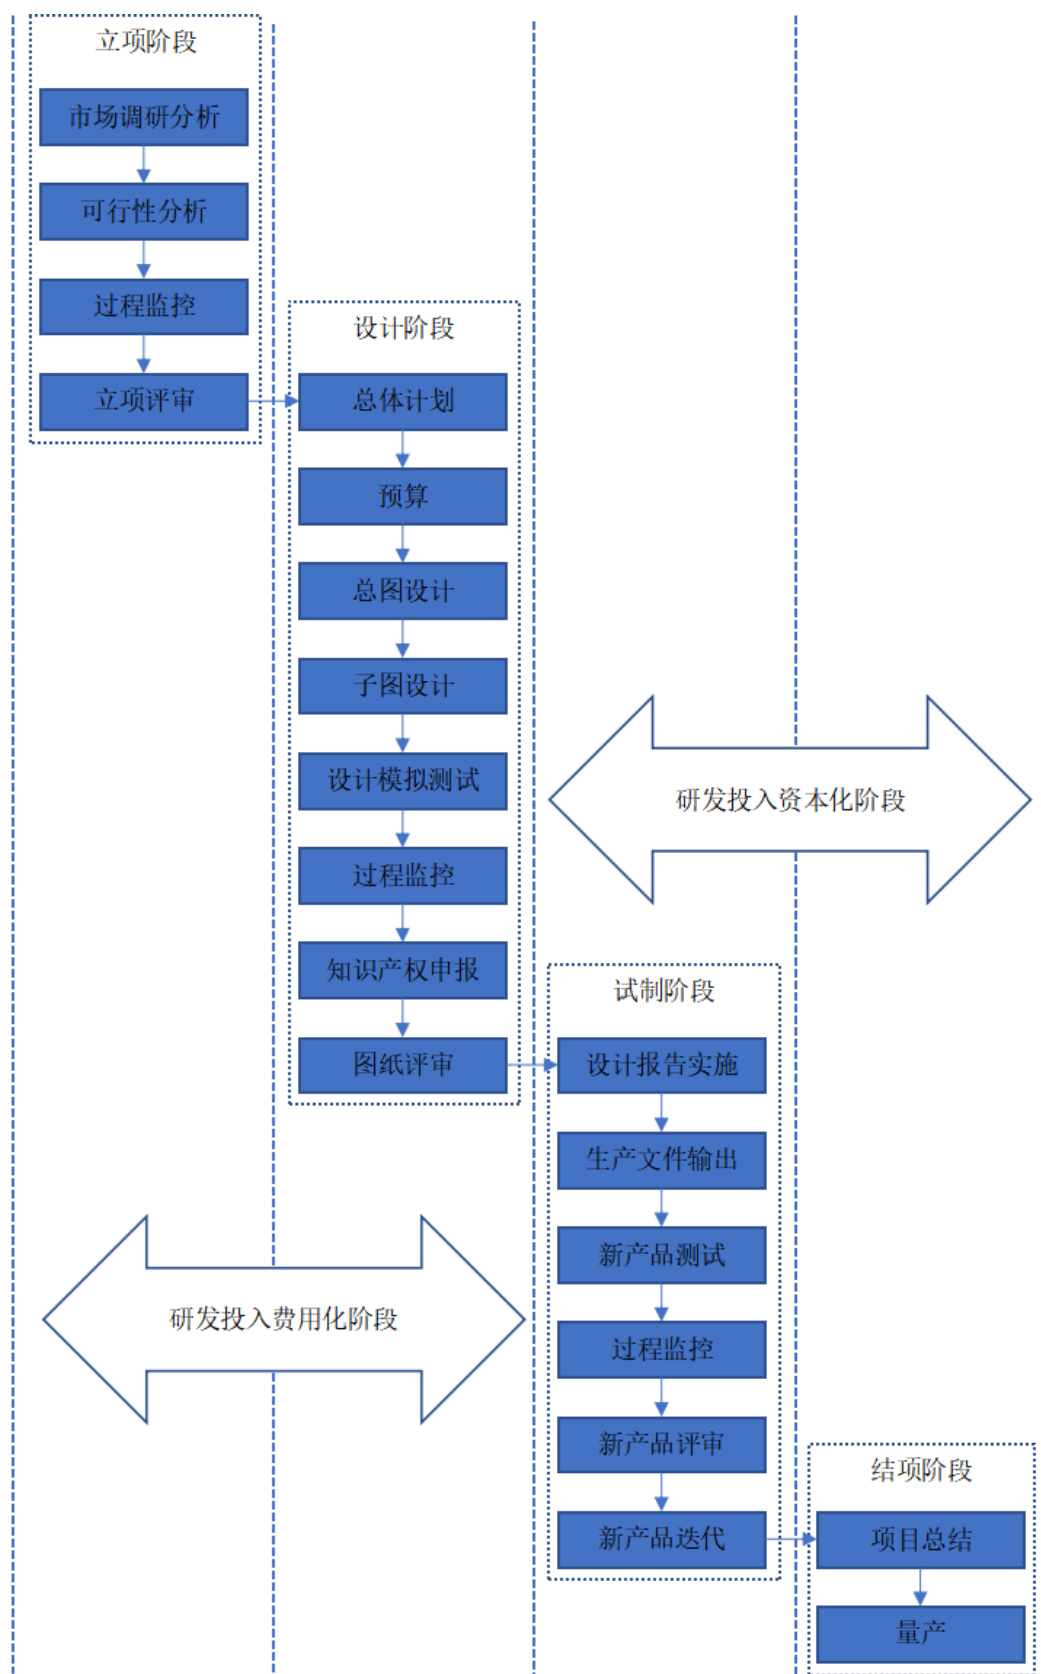 立项阶段
市场调研分析
可行性分析
过程监控
立项评审
设计阶段
总体计划
预算
总图设计
子图设计
设计模拟测试
过程监控
知识产权申报
图纸评审
研发投入资本化阶段
试制阶段
设计报告实施
生产文件输出
新产品测试
过程监控
新产品评审
新产品迭代
研发投入费用化阶段
结项阶段
项目总结
量产